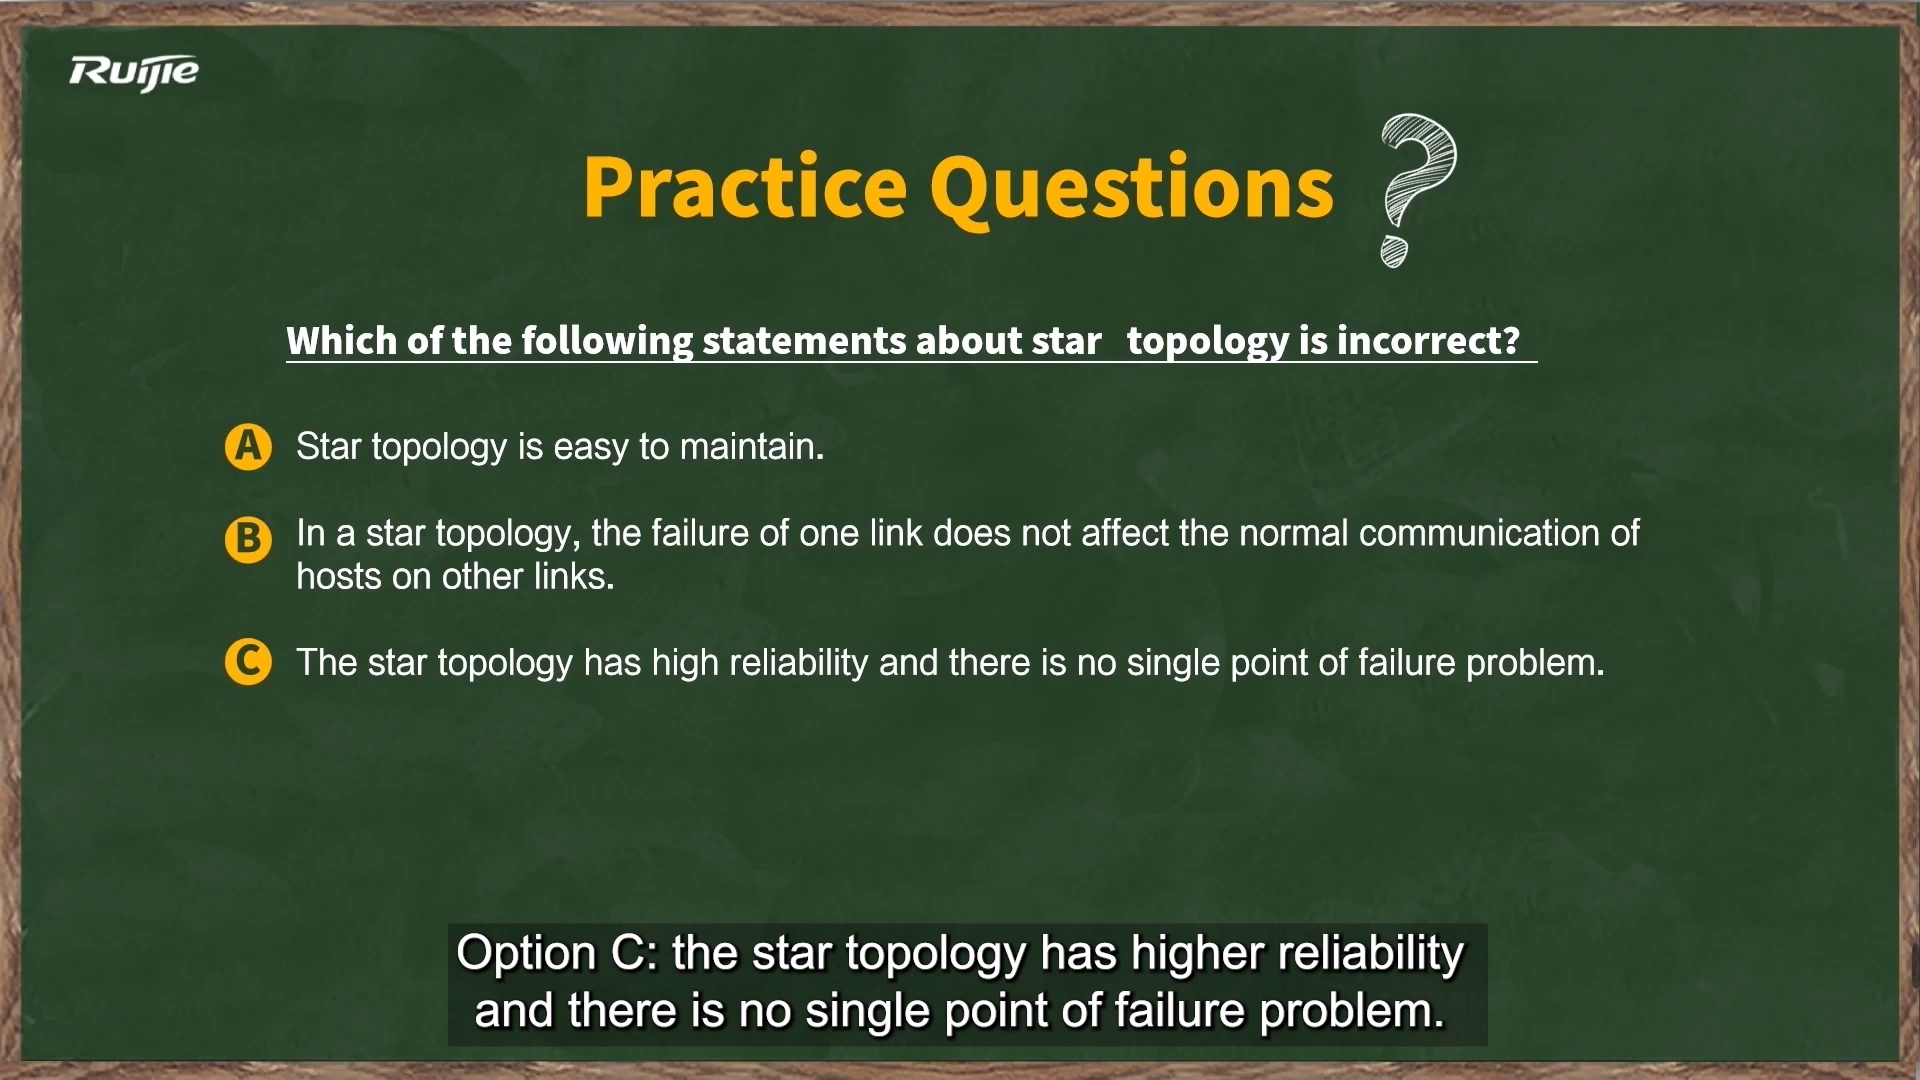 Ruijie
Practice Questions ?
Which of the following statements about star topology is incorrect?
A Star topology is easy to maintain.
B In a star topology, the failure of one link does not affect the normal communication of
hosts on other links.
C The star topology has high reliability and there is no single point of failure problem.
Option C: the star topology has higher reliability
and there is no single point of failure problem.